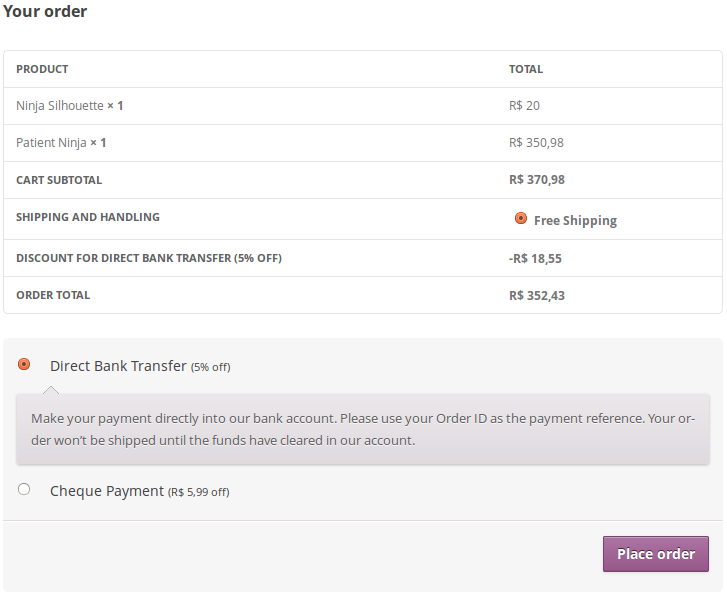 Your order
PRODUCT TOTAL
Ninja Silhouette × 1 R$ 20
Patient Ninja × 1 R$ 350,98
CART SUBTOTAL R$ 370,98
SHIPPING AND HANDLING Free Shipping
DISCOUNT FOR DIRECT BANK TRANSFER (5% OFF) -R$ 18,55
ORDER TOTAL R$ 352,43
Direct Bank Transfer (5% off)
Make your payment directly into our bank account. Please use your Order ID as the payment reference. Your or-
der won't be shipped until the funds have cleared in our account.
Cheque Payment (R$ 5,99 off)
Place order